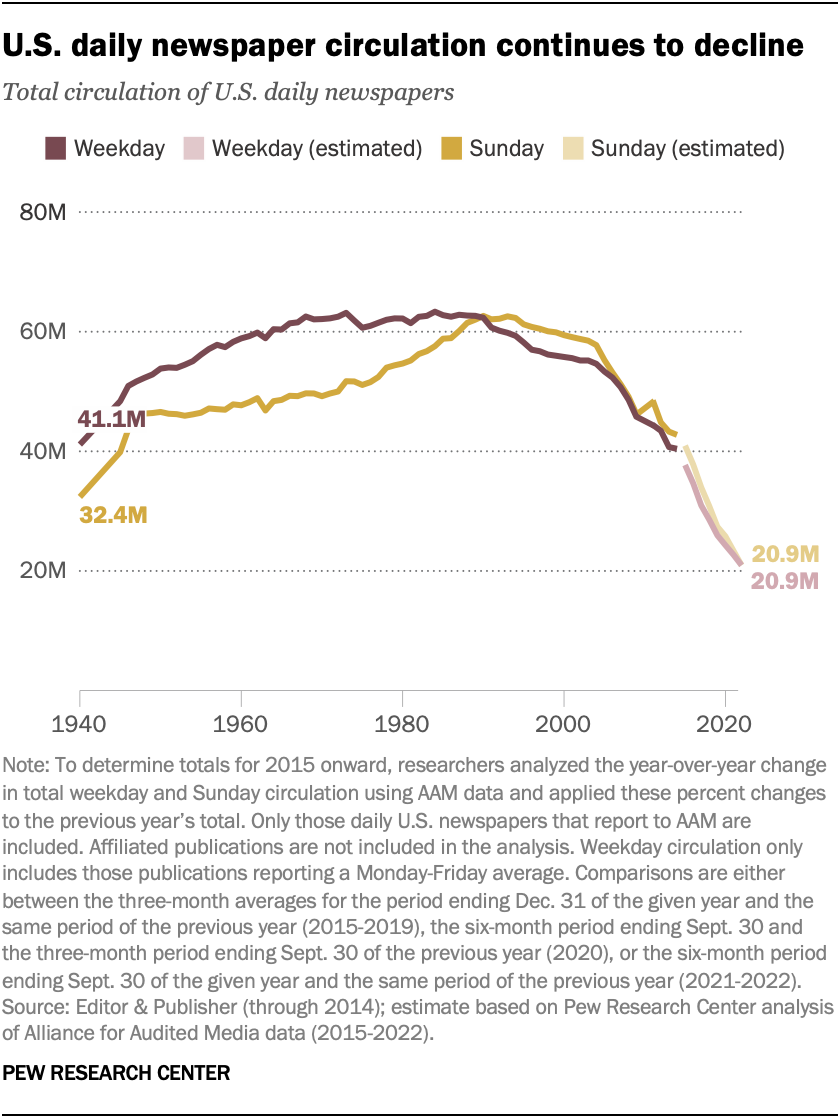 U.S. daily newspaper circulation continues to decline
Total circulation of U.S. daily newspapers
Weekday Weekday (estimated) Sunday Sunday (estimated)
80M
60M
41.1M
40M
32.4M
20.9M
20M
20.9M
1940 1960 1980 2000 2020
Note: To determine totals for 2015 onward, researchers analyzed the year-over-year change
in total weekday and Sunday circulation using AAM data and applied these percent changes
to the previous year’s total. Only those daily U.S. newspapers that report to AAM are
included. Affiliated publications are not included in the analysis. Weekday circulation only
includes those publications reporting a Monday-Friday average. Comparisons are either
between the three-month averages for the period ending Dec. 31 of the given year and the
same period of the previous year (2015-2019), the six-month period ending Sept. 30 and
the three-month period ending Sept. 30 of the previous year (2020), or the six-month period
ending Sept. 30 of the given year and the same period of the previous year (2021-2022).
Source: Editor & Publisher (through 2014); estimate based on Pew Research Center analysis
of Alliance for Audited Media data (2015-2022).
PEW RESEARCH CENTER